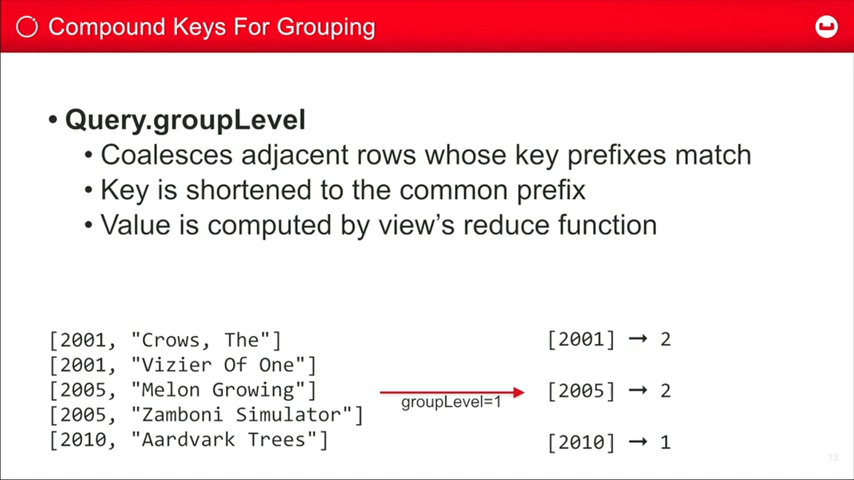 Compound Keys For Grouping
• Query.groupLevel
• Coalesces adjacent rows whose key prefixes match
• Key is shortened to the common prefix
• Value is computed by view’s reduce function
[2001, "Crows, The"]
[2001, "Vizier Of One"]
[2005, "Melon Growing"]
[2005, "Zamboni Simulator"]
[2010, "Aardvark Trees"]
groupLevel=1
[2001] → 2
[2005] → 2
[2010] → 1
13